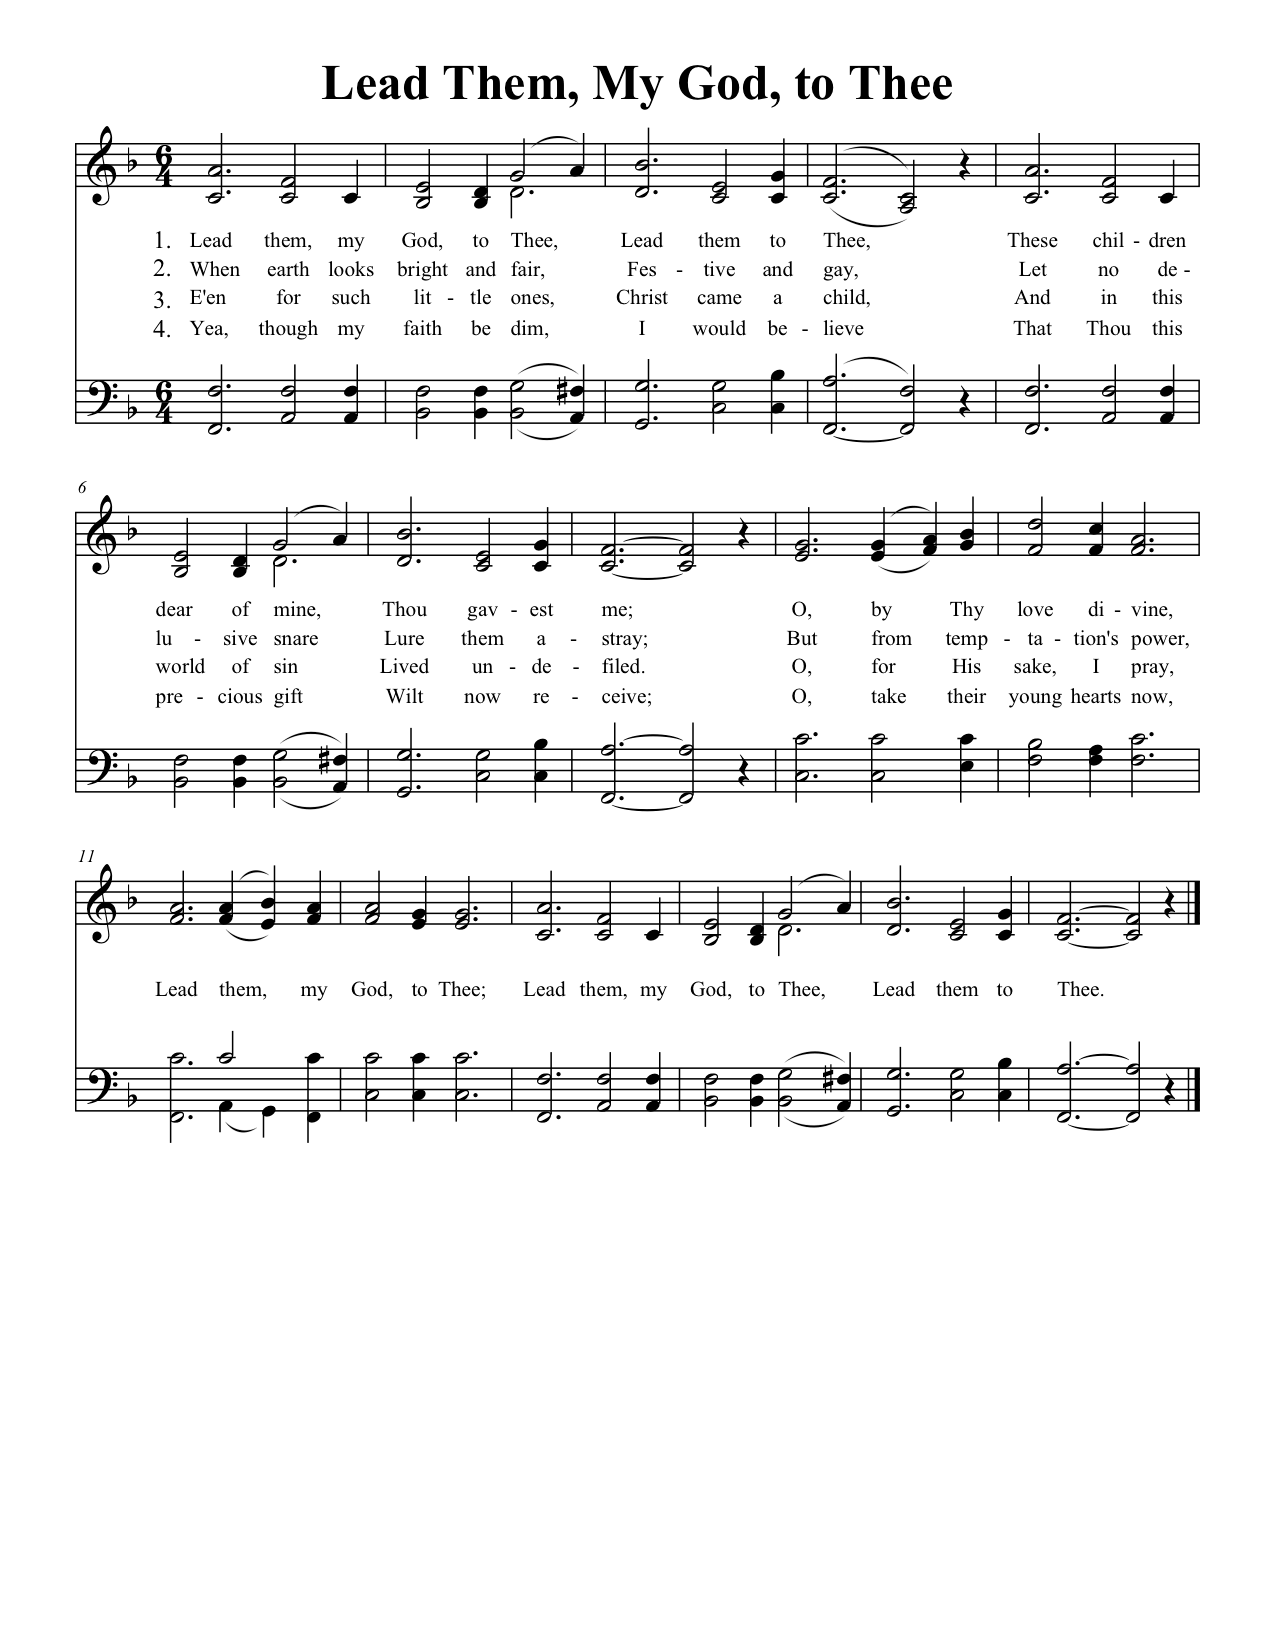 Lead Them, My God, to Thee
6
4
1. Lead them, my God, to Thee, Lead them to Thee, These chil - dren
2. When earth looks bright and fair, Fes - tive and gay, Let no de -
3. E'en for such lit - tle ones, Christ came a child, And in this
4. Yea, though my faith be dim, I would be - lieve That Thou this
6
4
6
dear of mine, Thou gav - est me; O, by Thy love di - vine,
lu - sive snare Lure them a - stray; But from temp - ta - tion's power,
world of sin Lived un - de - filed. O, for His sake, I pray,
pre - cious gift Wilt now re - ceive; O, take their young hearts now,
11
Lead them, my God, to Thee; Lead them, my God, to Thee, Lead them to Thee.